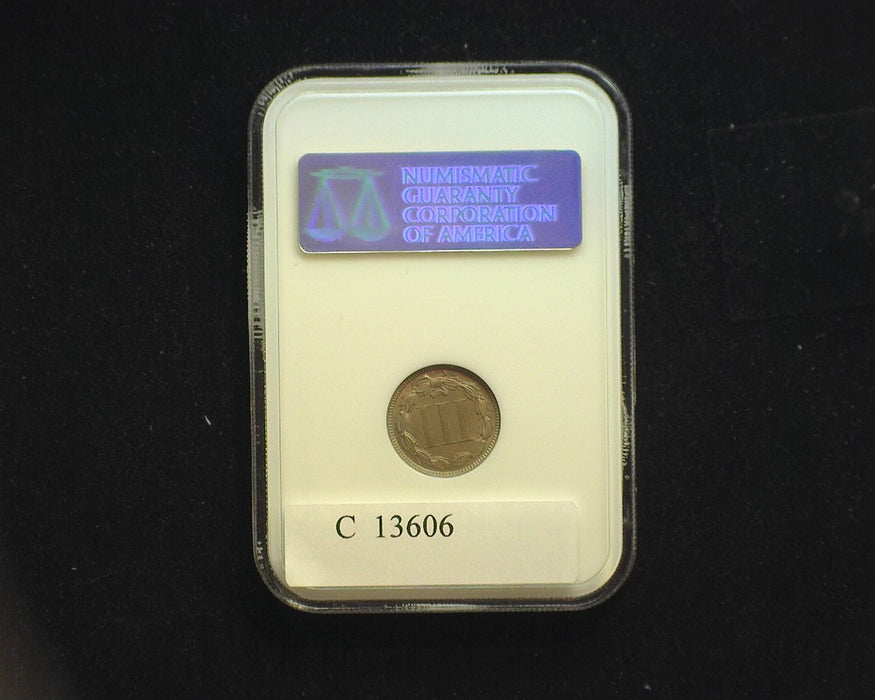 NUMISMATIC
GUARANTY
CORPORATION
OF AMERICA
III
C 13606